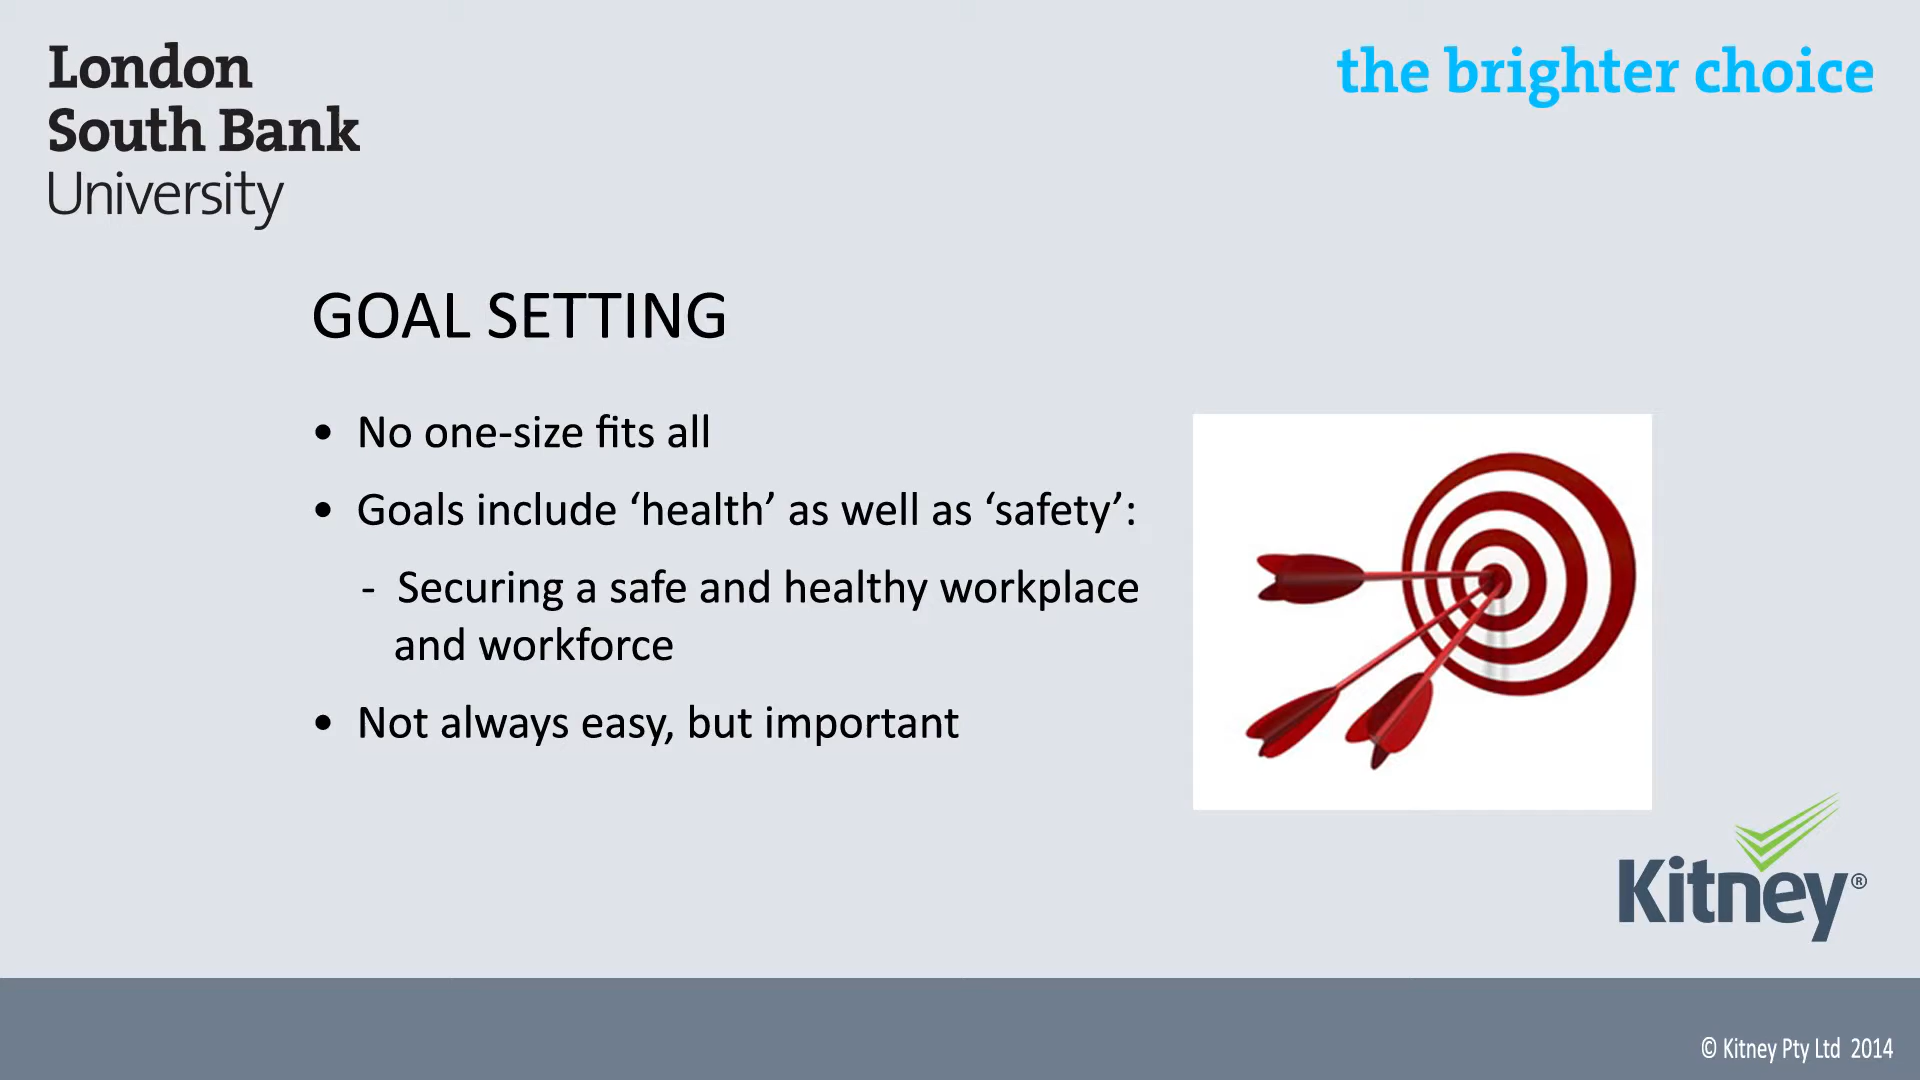 London
South Bank
University
the brighter choice
GOAL SETTING
• No one-size fits all
• Goals include ‘health’ as well as ‘safety’:
- Securing a safe and healthy workplace
and workforce
• Not always easy, but important
Kitney®
© Kitney Pty Ltd 2014